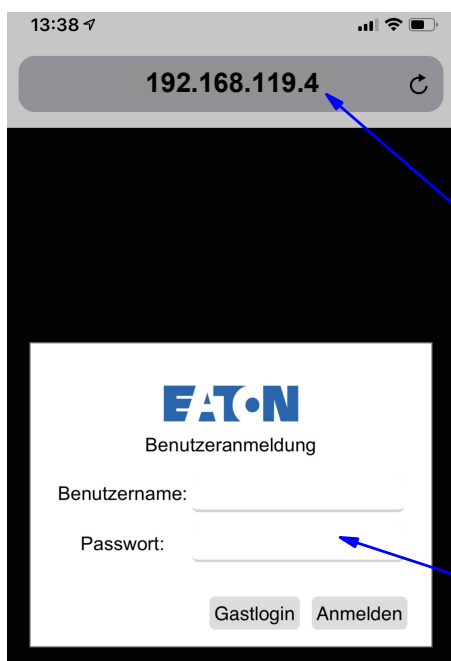 13:38
192.168.119.4
EATON
Benutzeranmeldung
Benutzername:
Passwort:
Gastlogin Anmelden